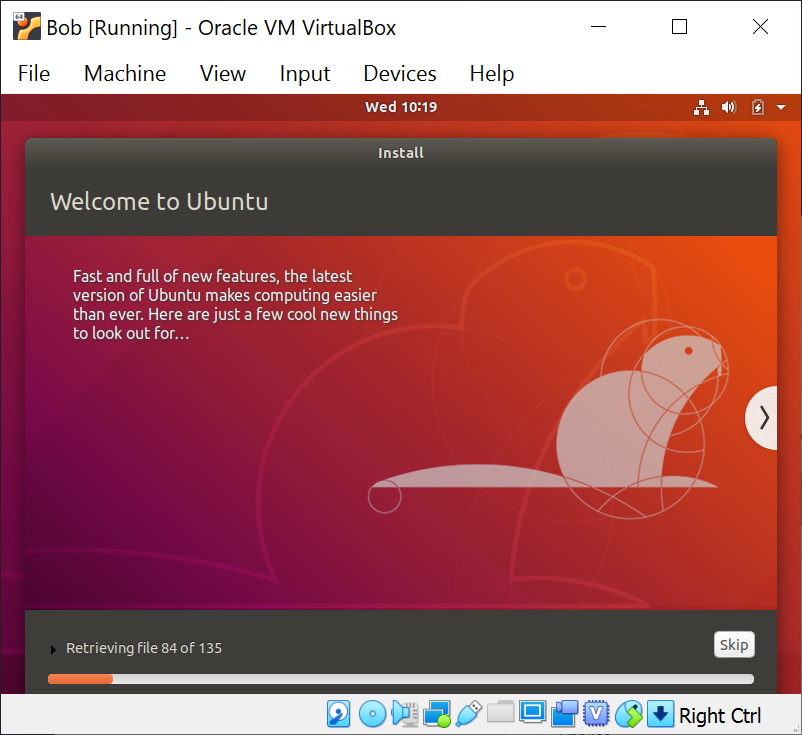 64
Bob [Running] - Oracle VM VirtualBox
File Machine View Input Devices Help
Wed 10:19
Install
Welcome to Ubuntu
Fast and full of new features, the latest
version of Ubuntu makes computing easier
than ever. Here are just a few cool new things
to look out for…
Retrieving file 84 of 135
Skip
V
Right Ctrl